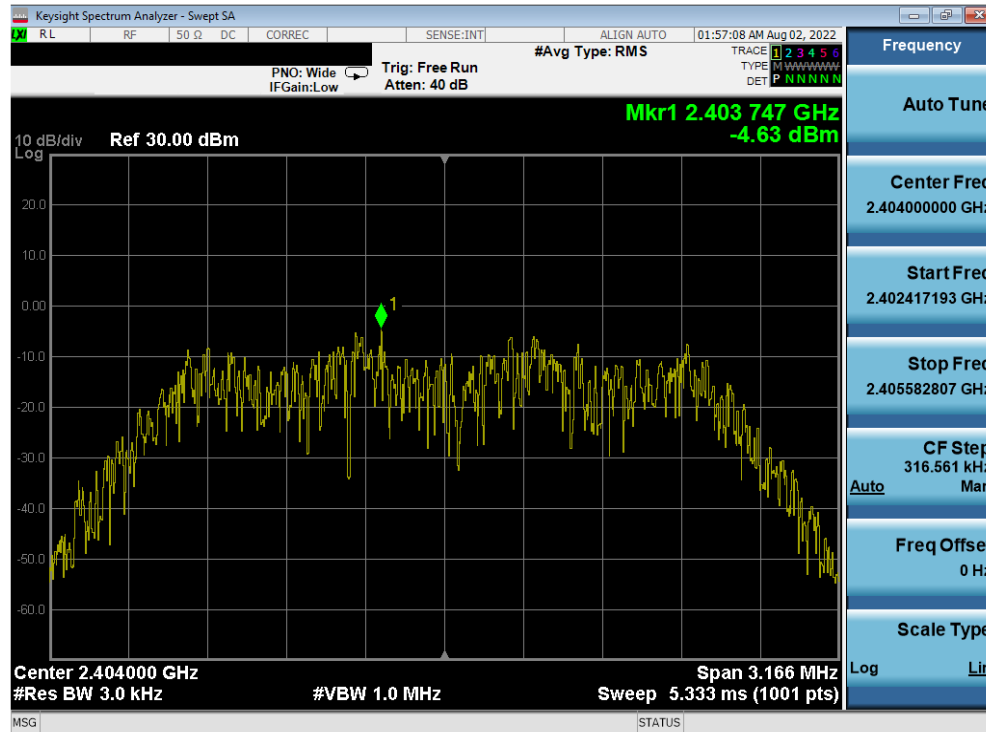 Keysight Spectrum Analyzer - Swept SA
LXI RL RF 50 Ω DC CORREC SENSE:INT ALIGN AUTO 01:57:08 AM Aug 02, 2022
#Avg Type: RMS TRACE 1 2 3 4 5 6
PNO: Wide Trig: Free Run TYPE M WWWWW
IFGain:Low Atten: 40 dB DET P N N N N N
Mkr1 2.403 747 GHz
-4.63 dBm
10 dB/div Ref 30.00 dBm
Log
20.0
10.0
0.00
1
-10.0
-20.0
-30.0
-40.0
-50.0
-60.0
Center 2.404000 GHz Span 3.166 MHz
#Res BW 3.0 kHz #VBW 1.0 MHz Sweep 5.333 ms (1001 pts)
MSG STATUS
Frequency
Auto Tune
Center Freq
2.404000000 GHz
Start Freq
2.402417193 GHz
Stop Freq
2.405582807 GHz
CF Step
316.561 kHz
Auto Man
Freq Offse
0 Hz
Scale Type
Log Lin